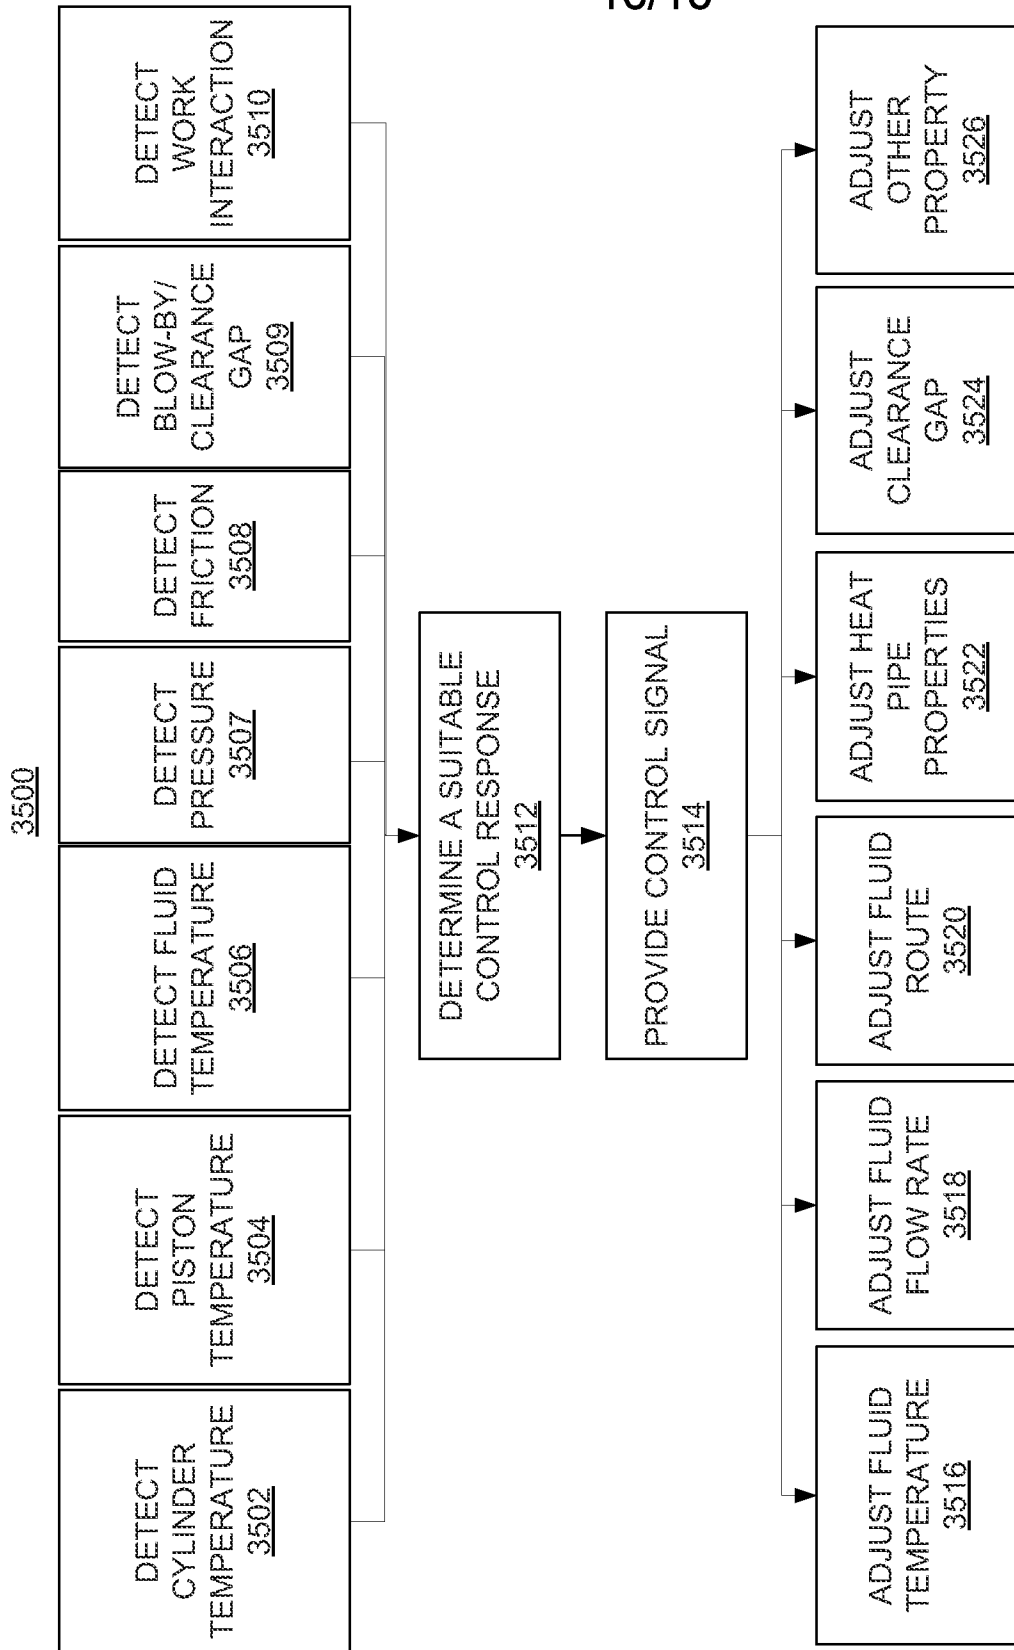 3500
DETECT
CYLINDER
TEMPERATURE
3502
DETECT
PISTON
TEMPERATURE
3504
DETECT FLUID
TEMPERATURE
3506
DETECT
PRESSURE
3507
DETECT
FRICTION
3508
DETECT
BLOW-BY/
CLEARANCE
GAP
3509
DETECT
WORK
INTERACTION
3510
DETERMINE A SUITABLE
CONTROL RESPONSE
3512
PROVIDE CONTROL SIGNAL
3514
ADJUST FLUID
TEMPERATURE
3516
ADJUST FLUID
FLOW RATE
3518
ADJUST FLUID
ROUTE
3520
ADJUST HEAT
PIPE
PROPERTIES
3522
ADJUST
CLEARANCE
GAP
3524
ADJUST
OTHER
PROPERTY
3526